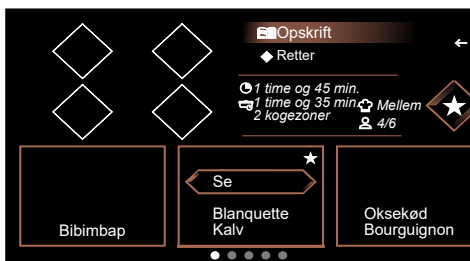 Opskrift
Retter
1 time og 45 min.
1 time og 35 min.
2 kogezoner
Mellem
4/6
Bibimbap
Se
Blanquette
Kalv
Oksekød
Bourguignon